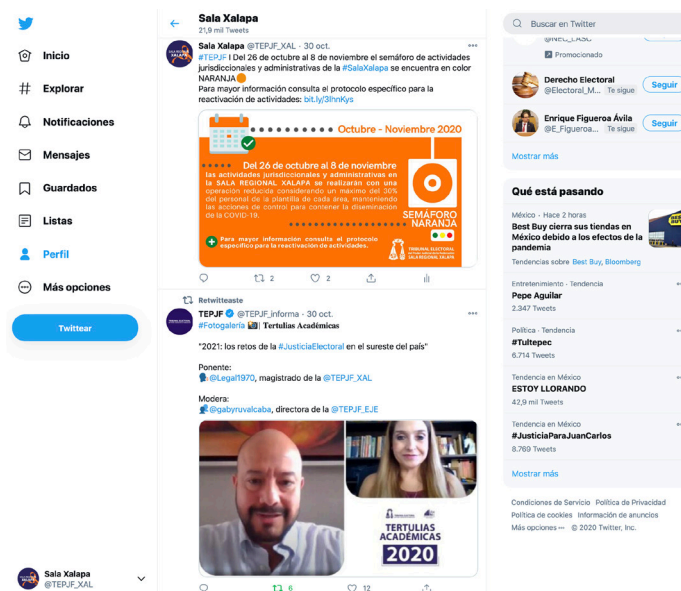 Inicio
Explorar
Notificaciones
Mensajes
Guardados
Listas
Perfil
Más opciones
Twittear
Sala Xalapa
@TEPJF_XAL
Sala Xalapa
21,9 mil Tweets
Sala Xalapa @TEPJF_XAL · 30 oct.
#TEPJF I Del 26 de octubre al 8 de noviembre el semáforo de actividades
jurisdiccionales y administrativas de la #SalaXalapa se encuentra en color
NARANJA🟠
Para mayor información consulta el protocolo específico para la
reactivación de actividades: bit.ly/3lhnKys
Octubre - Noviembre 2020
Del 26 de octubre al 8 de noviembre
las actividades jurisdiccionales y administrativas en
la SALA REGIONAL XALAPA se realizarán con una
operación reducida considerando un máximo del 30%
del personal de la plantilla de cada área, manteniendo
las acciones de control para contener la diseminación
de la COVID-19.
SEMÁFORO
NARANJA
Para mayor información consulta el protocolo
específico para la reactivación de actividades.
TRIBUNAL ELECTORAL
SALA REGIONAL XALAPA
2
2
Retwitteaste
TEPJF @TEPJF_informa · 30 oct.
#Fotogalería 📷| Tertulias Académicas
"2021: los retos de la #JusticiaElectoral en el sureste del país"
Ponente:
@Legal1970, magistrado de la @TEPJF_XAL
Modera:
@gabyruvalcaba, directora de la @TEPJF_EJE
TERTULIAS
ACADÉMICAS
2020
6
12
Buscar en Twitter
@NEC_CASC
Promocionado
Derecho Electoral
@Electoral_M... Te sigue
Seguir
Enrique Figueroa Ávila
@E_Figueroa... Te sigue
Seguir
Mostrar más
Qué está pasando
México · Hace 2 horas
Best Buy cierra sus tiendas en
México debido a los efectos de la
pandemia
Tendencias sobre Best Buy, Bloomberg
Entretenimiento · Tendencia
Pepe Aguilar
2.347 Tweets
Política · Tendencia
#Tultepec
6.714 Tweets
Tendencia en México
ESTOY LLORANDO
42,9 mil Tweets
Tendencia en México
#JusticiaParaJuanCarlos
8.769 Tweets
Mostrar más
Condiciones de Servicio Política de Privacidad
Política de cookies Información de anuncios
Más opciones ··· © 2020 Twitter, Inc.